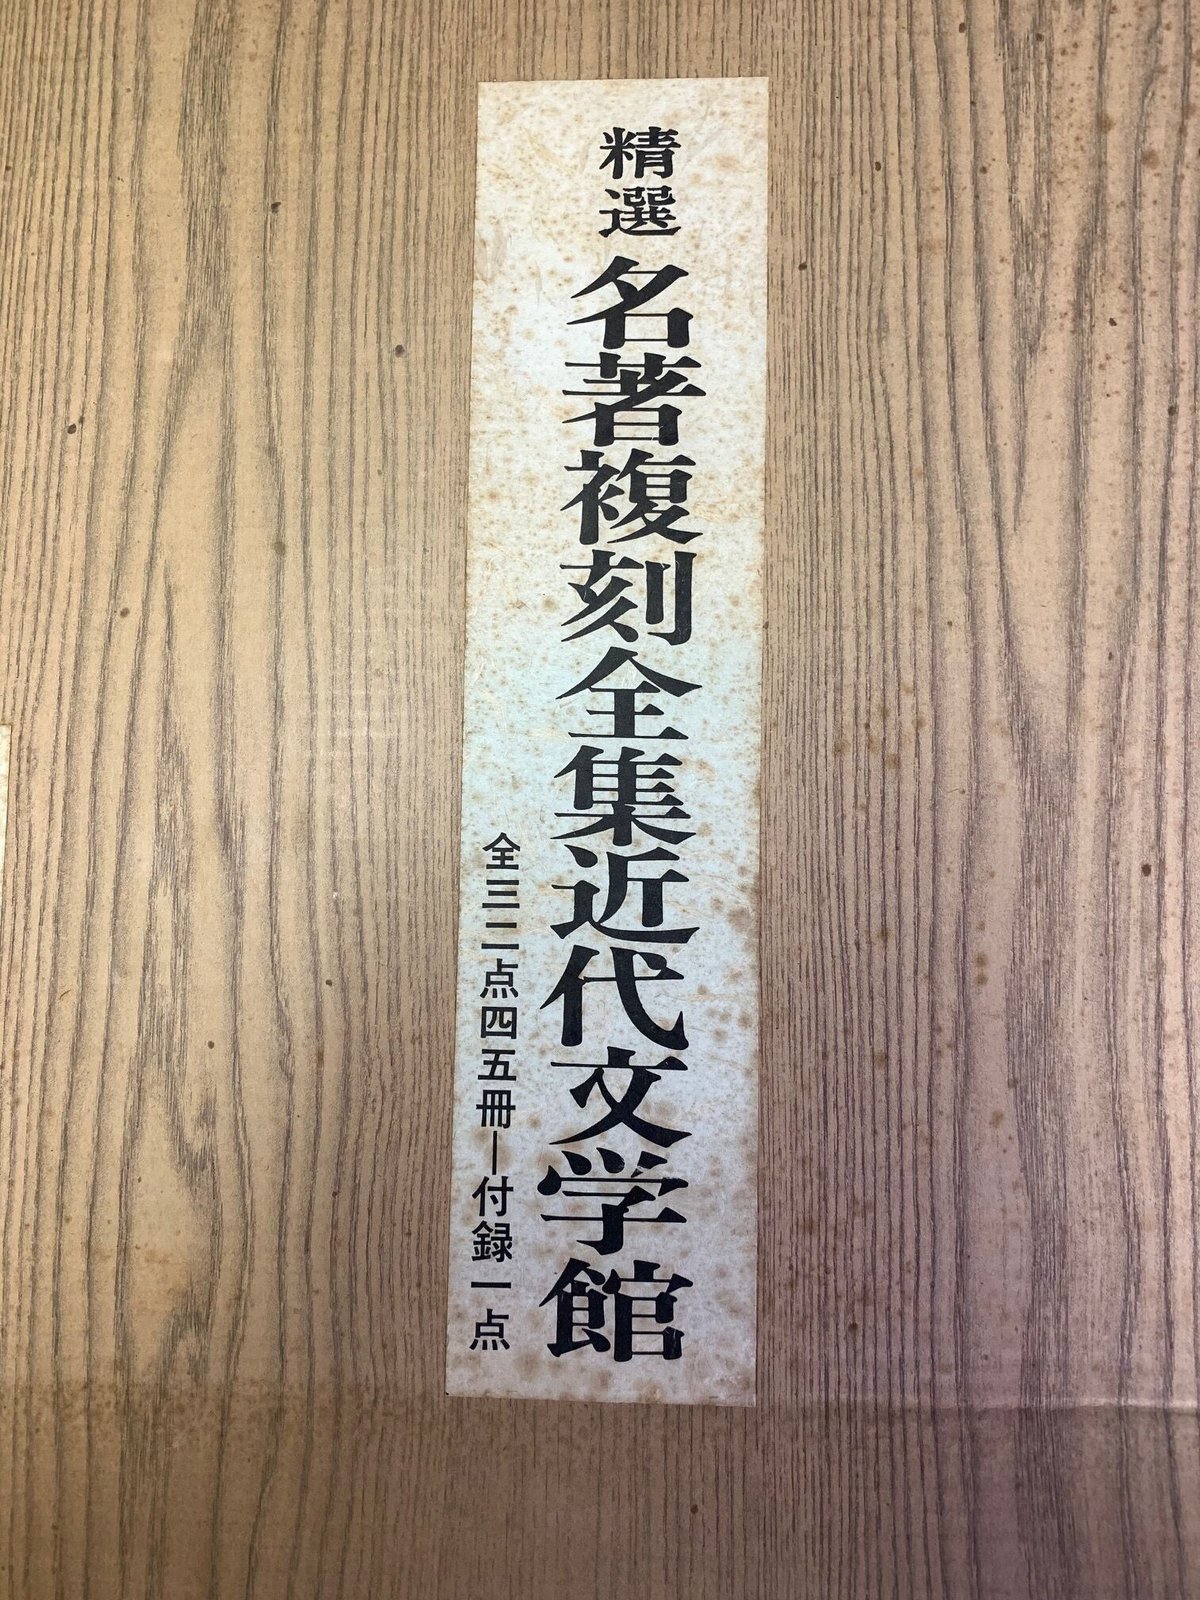 精選 名著複刻全集近代文学館
全三二点四五冊―付録一点